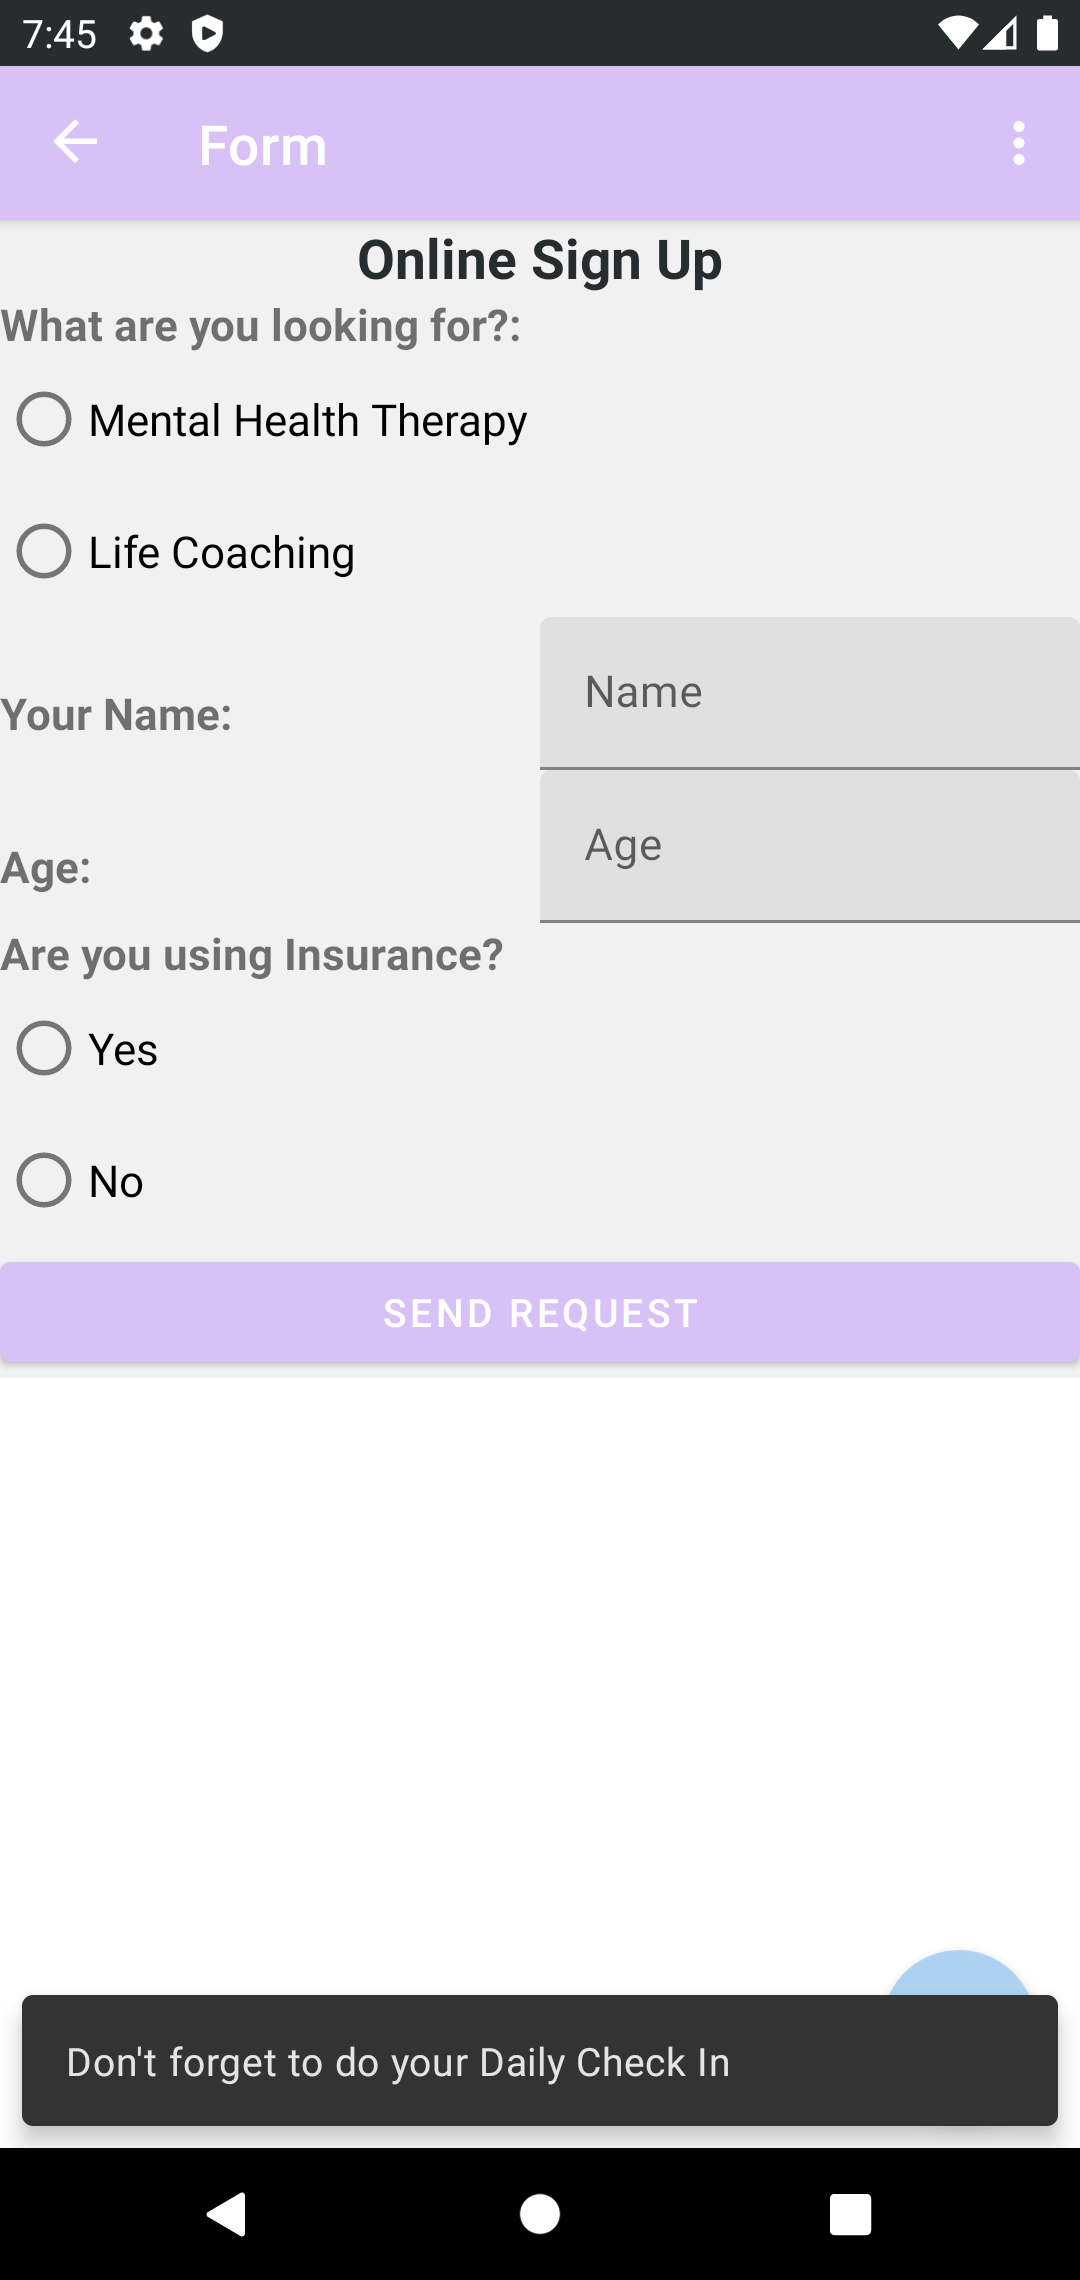 7:45
Form
Online Sign Up
What are you looking for?:
Mental Health Therapy
Life Coaching
Your Name:
Name
Age:
Age
Are you using Insurance?
Yes
No
SEND REQUEST
Don't forget to do your Daily Check In